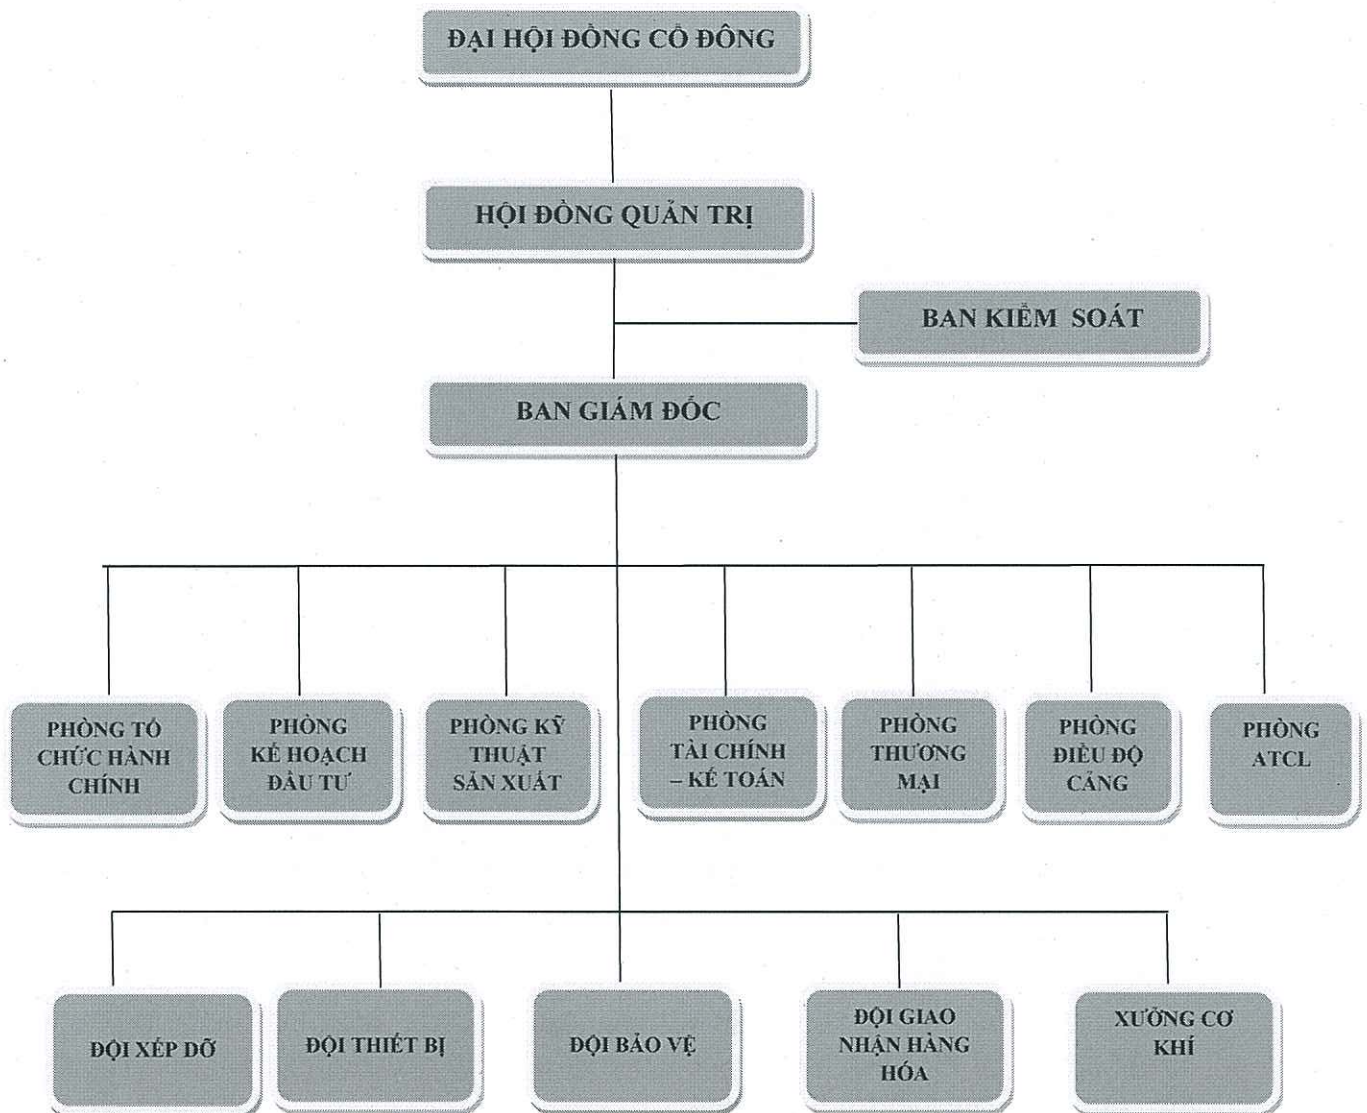 ĐẠI HỘI ĐỒNG CỔ ĐÔNG
HỘI ĐỒNG QUẢN TRỊ
BAN KIỂM SOÁT
BAN GIÁM ĐỐC
PHÒNG TỔ
CHỨC HÀNH
CHÍNH
PHÒNG
KẾ HOẠCH
ĐẦU TƯ
PHÒNG KỸ
THUẬT
SẢN XUẤT
PHÒNG
TÀI CHÍNH
– KẾ TOÁN
PHÒNG
THƯƠNG
MẠI
PHÒNG
ĐIỀU ĐỘ
CẢNG
PHÒNG
ATCL
ĐỘI XẾP DỠ
ĐỘI THIẾT BỊ
ĐỘI BẢO VỆ
ĐỘI GIAO
NHẬN HÀNG
HÓA
XƯỞNG CƠ
KHÍ